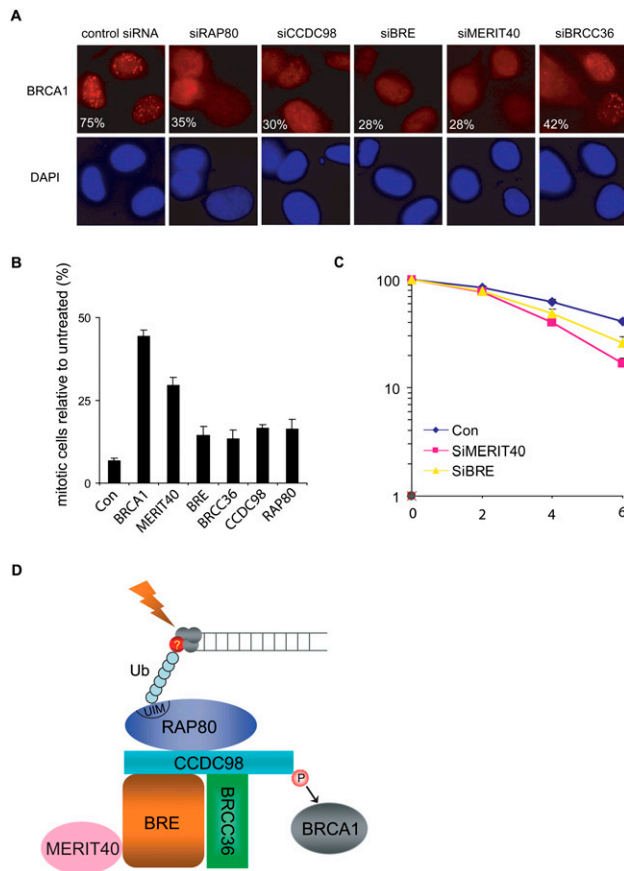 A
control siRNA siRAP80 siCCDC98 siBRE siMERIT40 siBRCC36
BRCA1
75% 35% 30% 28% 28% 42%
DAPI
B
mitotic cells relative to untreated (%)
50
25
0
Con BRCA1 MERIT40 BRE BRCC36 CCDC98 RAP80
C
100
10
1
Con
SiMERIT40
SiBRE
0 2 4 6
D
?
Ub
UIM
RAP80
CCDC98
P
BRE
BRCC36
BRCA1
MERIT40